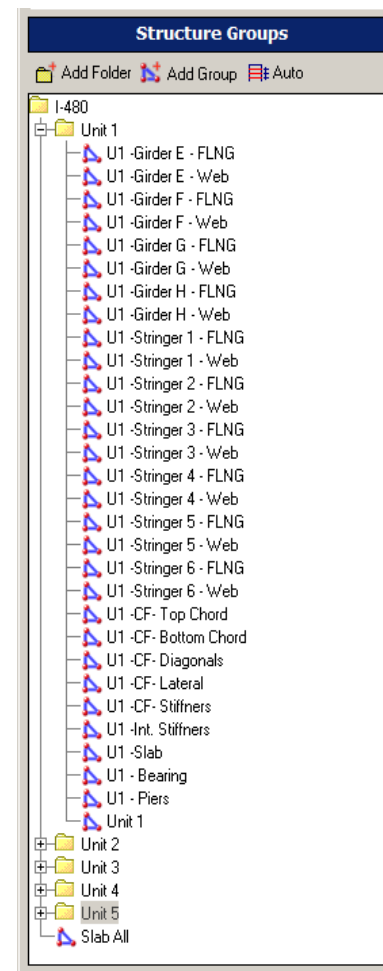 Structure Groups
Add Folder Add Group Auto
I-480
Unit 1
U1 -Girder E - FLNG
U1 -Girder E - Web
U1 -Girder F - FLNG
U1 -Girder F - Web
U1 -Girder G - FLNG
U1 -Girder G - Web
U1 -Girder H - FLNG
U1 -Girder H - Web
U1 -Stringer 1 - FLNG
U1 -Stringer 1 - Web
U1 -Stringer 2 - FLNG
U1 -Stringer 2 - Web
U1 -Stringer 3 - FLNG
U1 -Stringer 3 - Web
U1 -Stringer 4 - FLNG
U1 -Stringer 4 - Web
U1 -Stringer 5 - FLNG
U1 -Stringer 5 - Web
U1 -Stringer 6 - FLNG
U1 -Stringer 6 - Web
U1 -CF- Top Chord
U1 -CF- Bottom Chord
U1 -CF- Diagonals
U1 -CF- Lateral
U1 -CF- Stiffners
U1 -Int. Stiffners
U1 -Slab
U1 - Bearing
U1 - Piers
Unit 1
Unit 2
Unit 3
Unit 4
Unit 5
Slab All